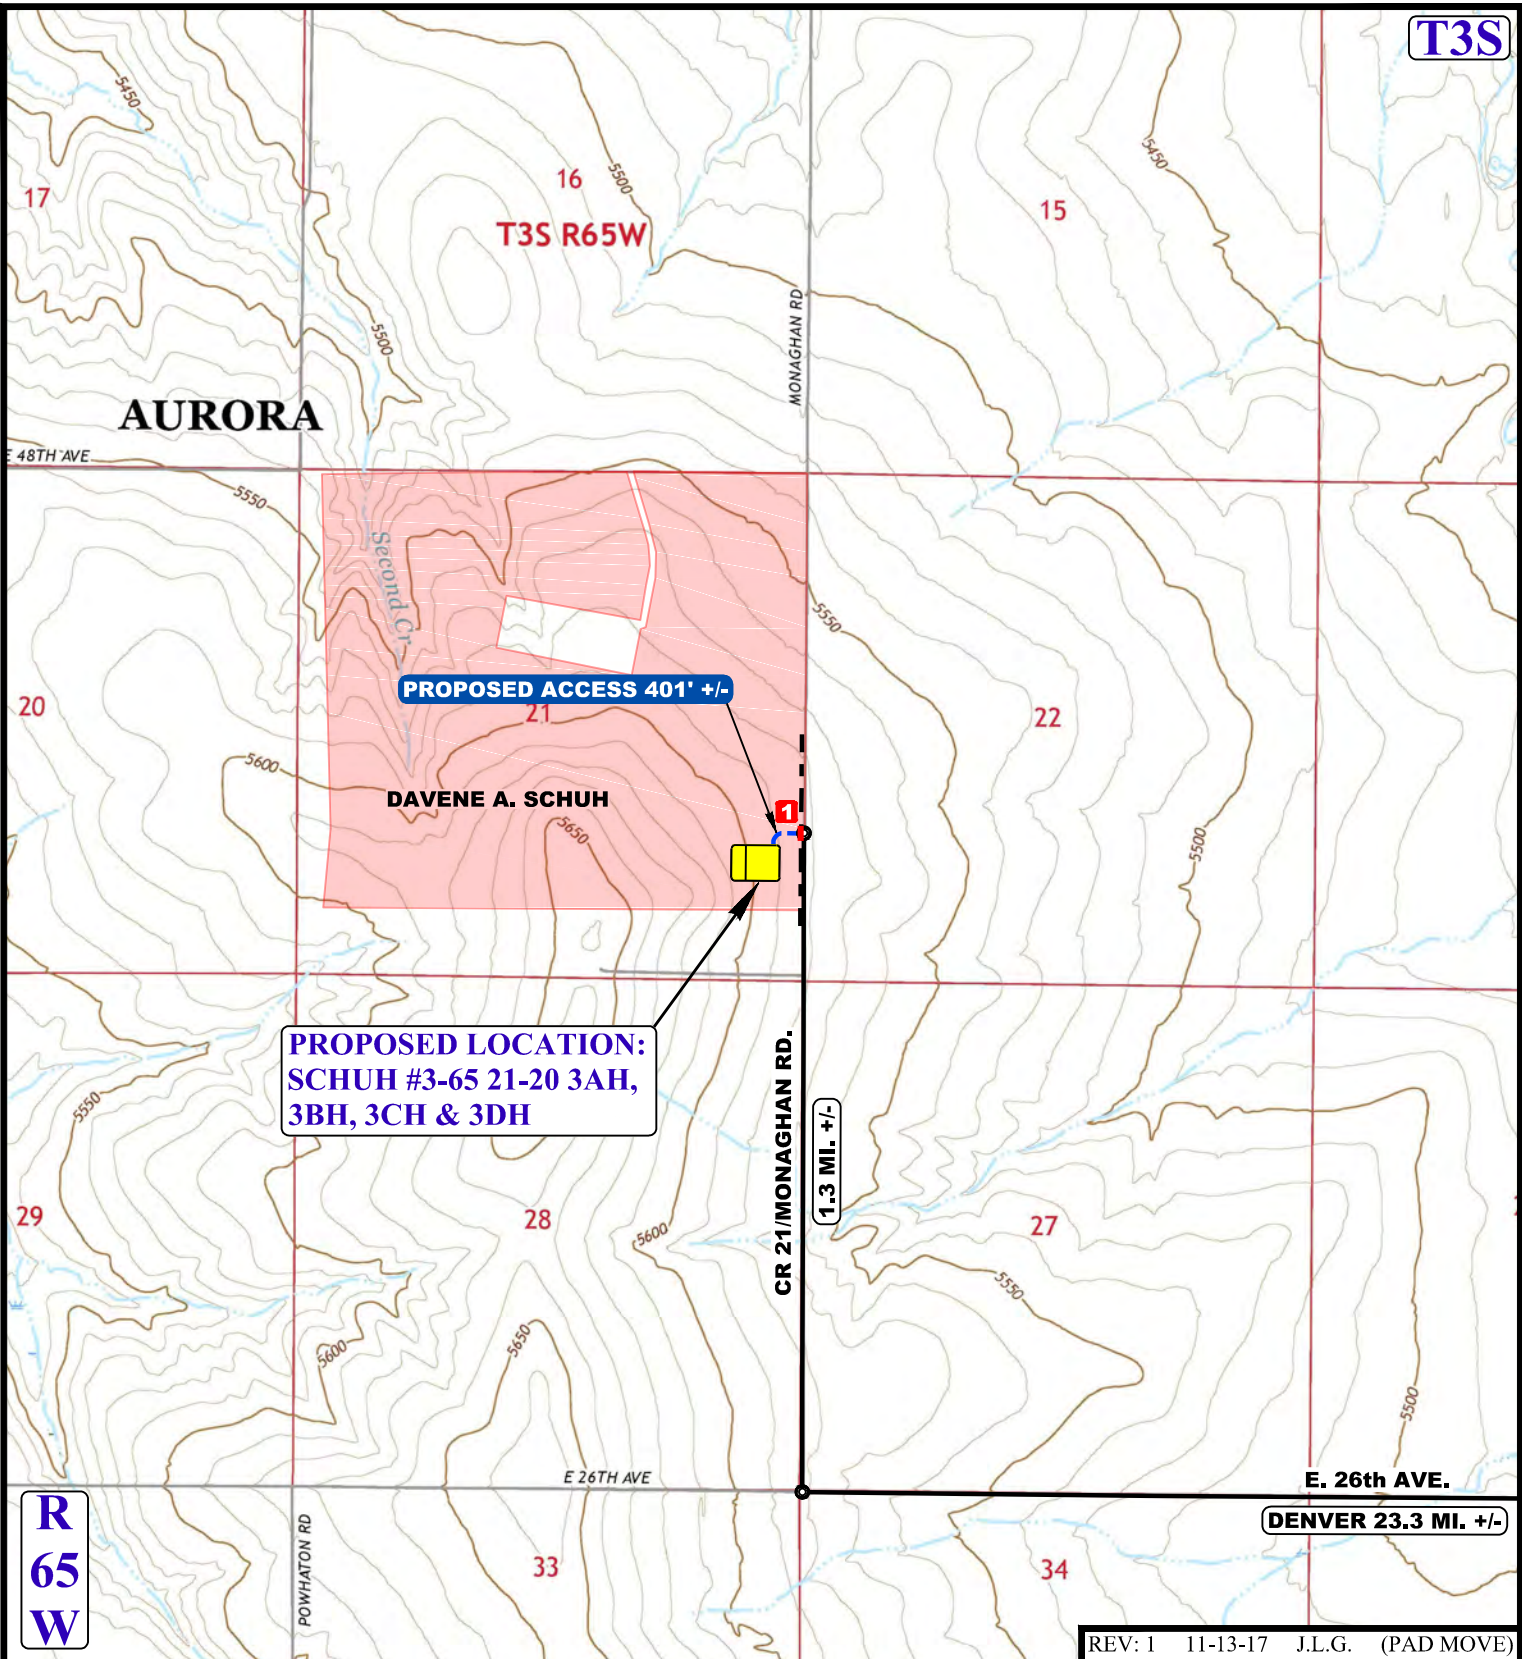 T3S
5450
17
16
5500
T3S R65W
15
5450
MONAGHAN RD
5500
AURORA
E 48TH AVE
5550
Second Cr
5550
PROPOSED ACCESS 401' +/-
20
21
22
5600
DAVENE A. SCHUH
1
5650
5500
PROPOSED LOCATION:
SCHUH #3-65 21-20 3AH,
3BH, 3CH & 3DH
5550
CR 21/MONAGHAN RD.
1.3 MI. +/-
29
28
5600
27
5550
5600
5650
5500
E 26TH AVE
E. 26th AVE.
DENVER 23.3 MI. +/-
R
65
W
POWHATON RD
33
34
REV: 1 11-13-17 J.L.G. (PAD MOVE)